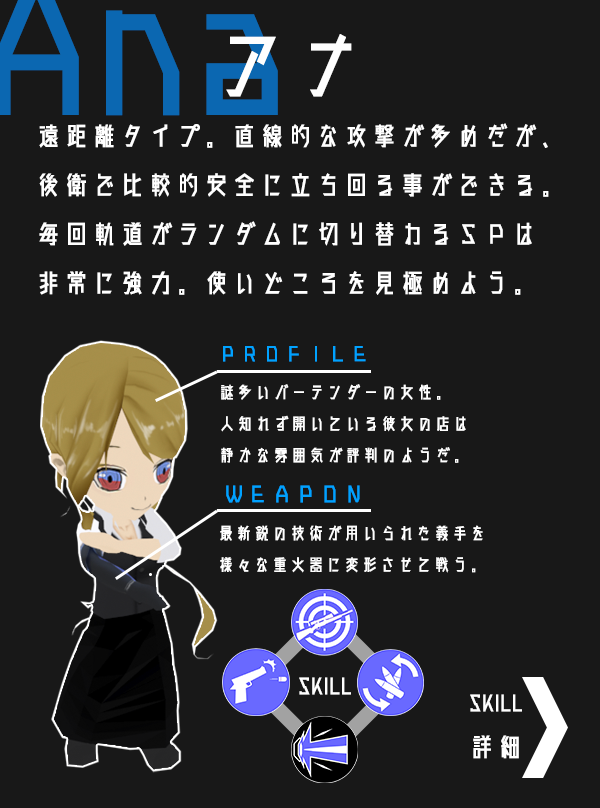 Ana
アナ
遠距離タイプ。直線的な攻撃が多めだが、
後衛で比較的安全に立ち回る事ができる。
毎回軌道がランダムに切り替わるSPは
非常に強力。使いどころを見極めよう。
PROFILE
謎多いバーテンダーの女性。
人知れず開いている彼女の店は
静かな雰囲気が評判のようだ。
WEAPON
最新鋭の技術が用いられた義手を
様々な重火器に変形させて戦う。
SKILL
SKILL
詳細